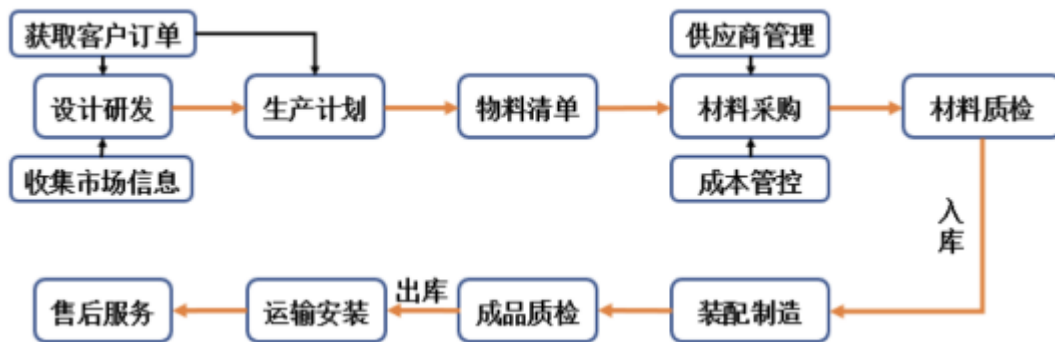 获取客户订单
供应商管理
设计研发
生产计划
物料清单
材料采购
材料质检
收集市场信息
成本管控
入库
售后服务
运输安装
出库
成品质检
装配制造